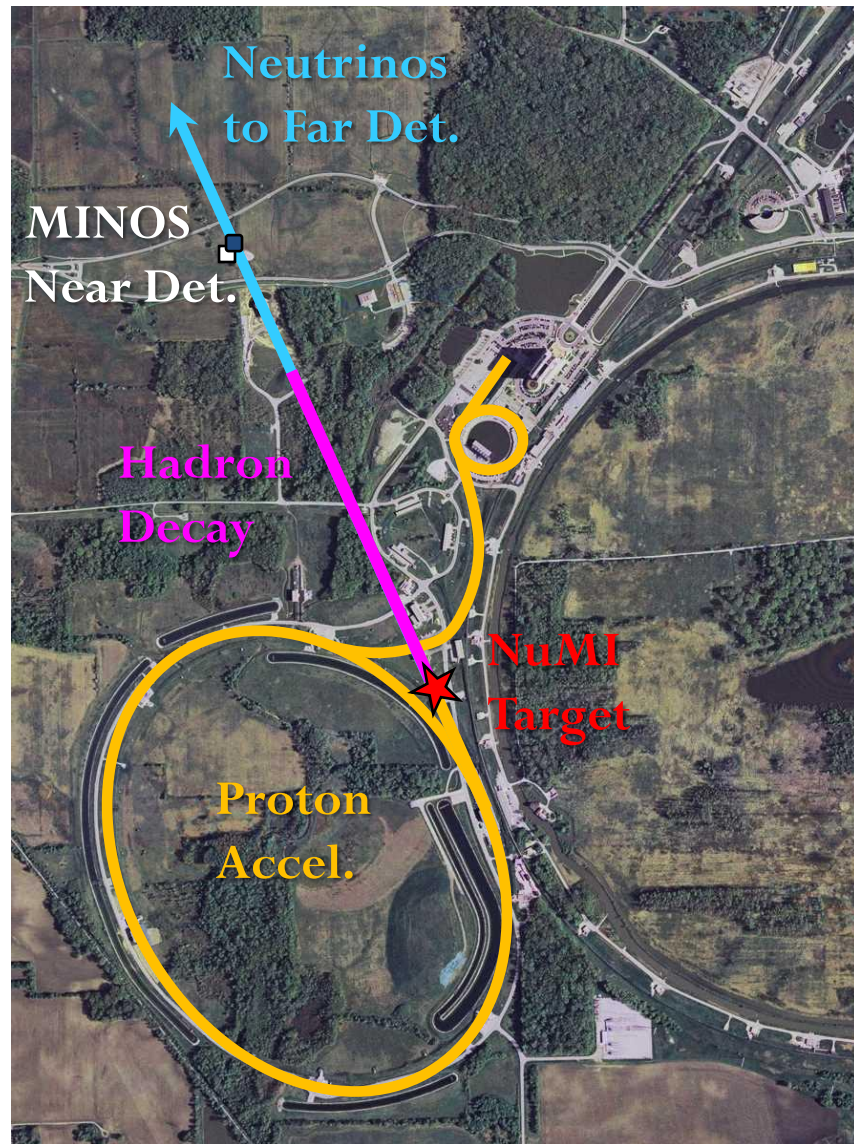 Neutrinos
to Far Det.
MINOS
Near Det.
Hadron
Decay
NuMI
Target
Proton
Accel.